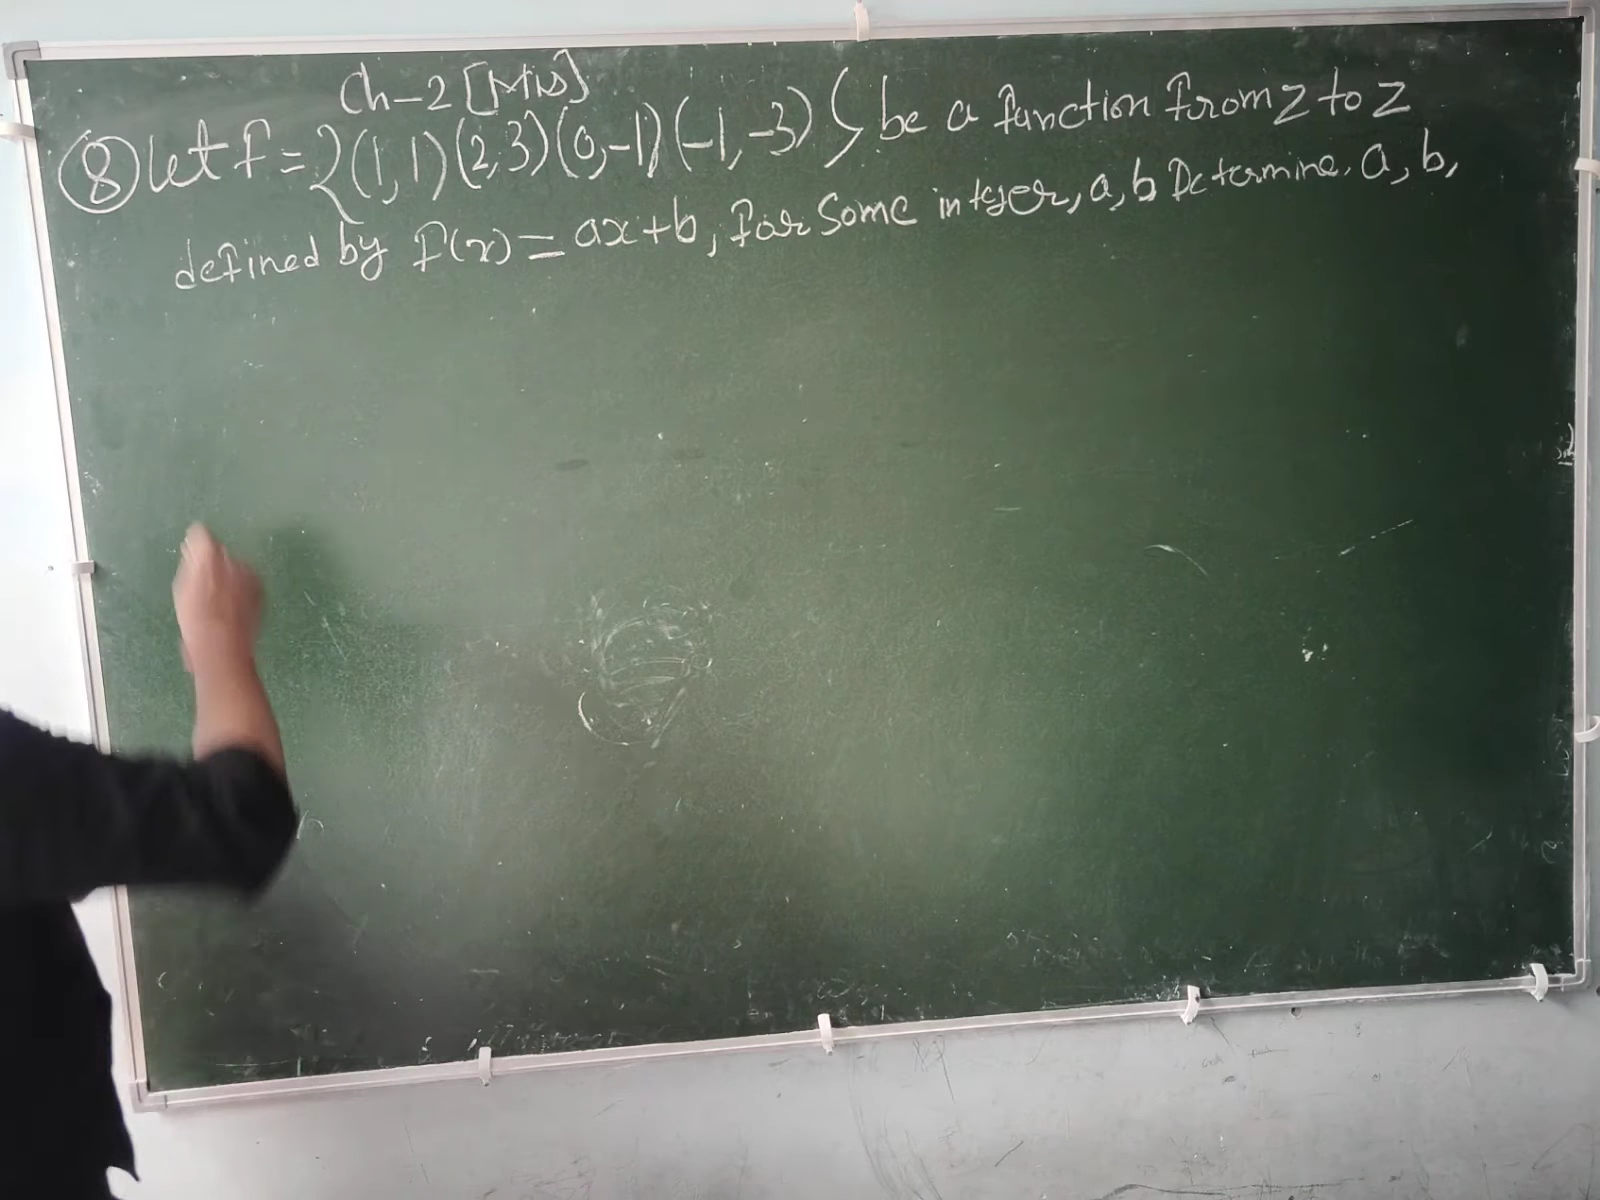 Ch-2 [Mis]
⑧ Let f = {(1,1)(2,3)(0,-1)(-1,-3)} be a function from Z to Z
defined by f(x) = ax+b, for some integer, a, b Determine. a, b,